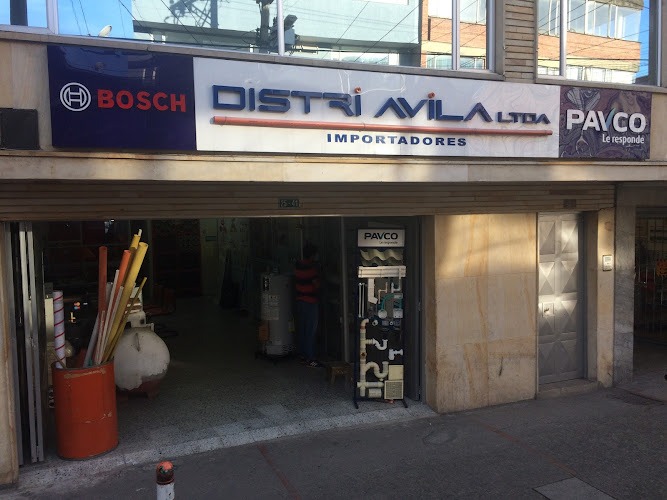 BOSCH
DISTRI AVILA LTDA
IMPORTADORES
PAVCO
Le responde
PAVCO